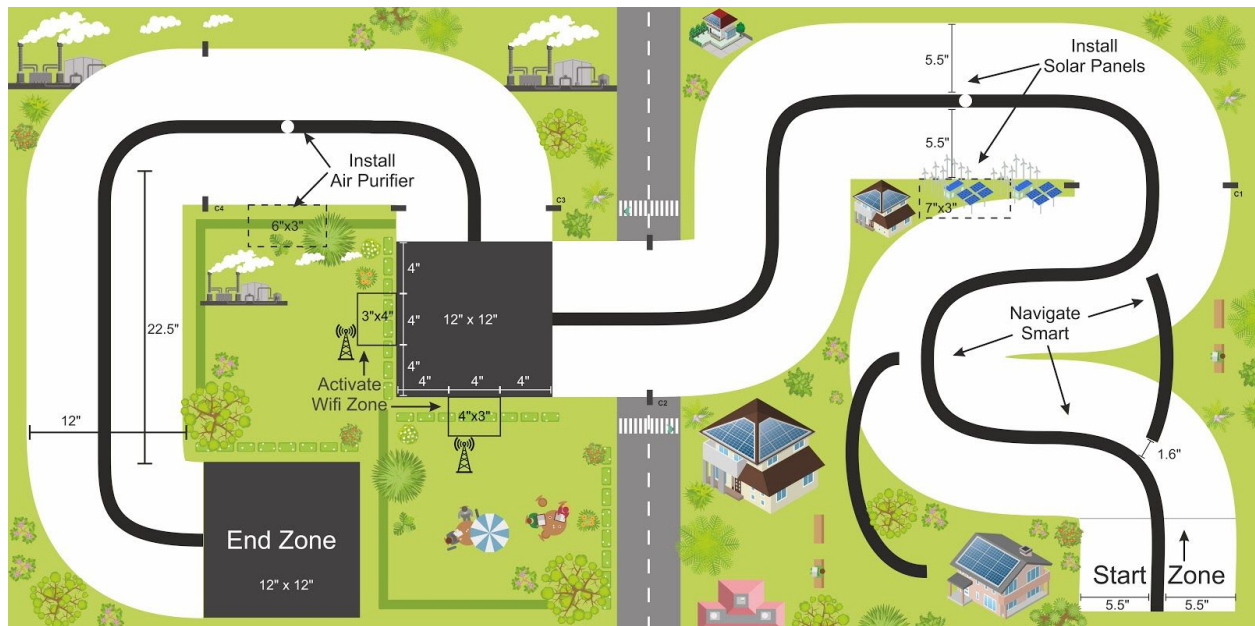 5.5"
Install
Solar Panels
5.5"
Install
Air Purifier
C4
C3
C1
6"x3"
7"x3"
4"
3"x4"
4"
12" x 12"
4"
22.5"
Navigate
Smart
Activate
Wifi Zone
4"
4"
4"
C2
4"x3"
12"
1.6"
End Zone
12" x 12"
Start Zone
5.5"
5.5"